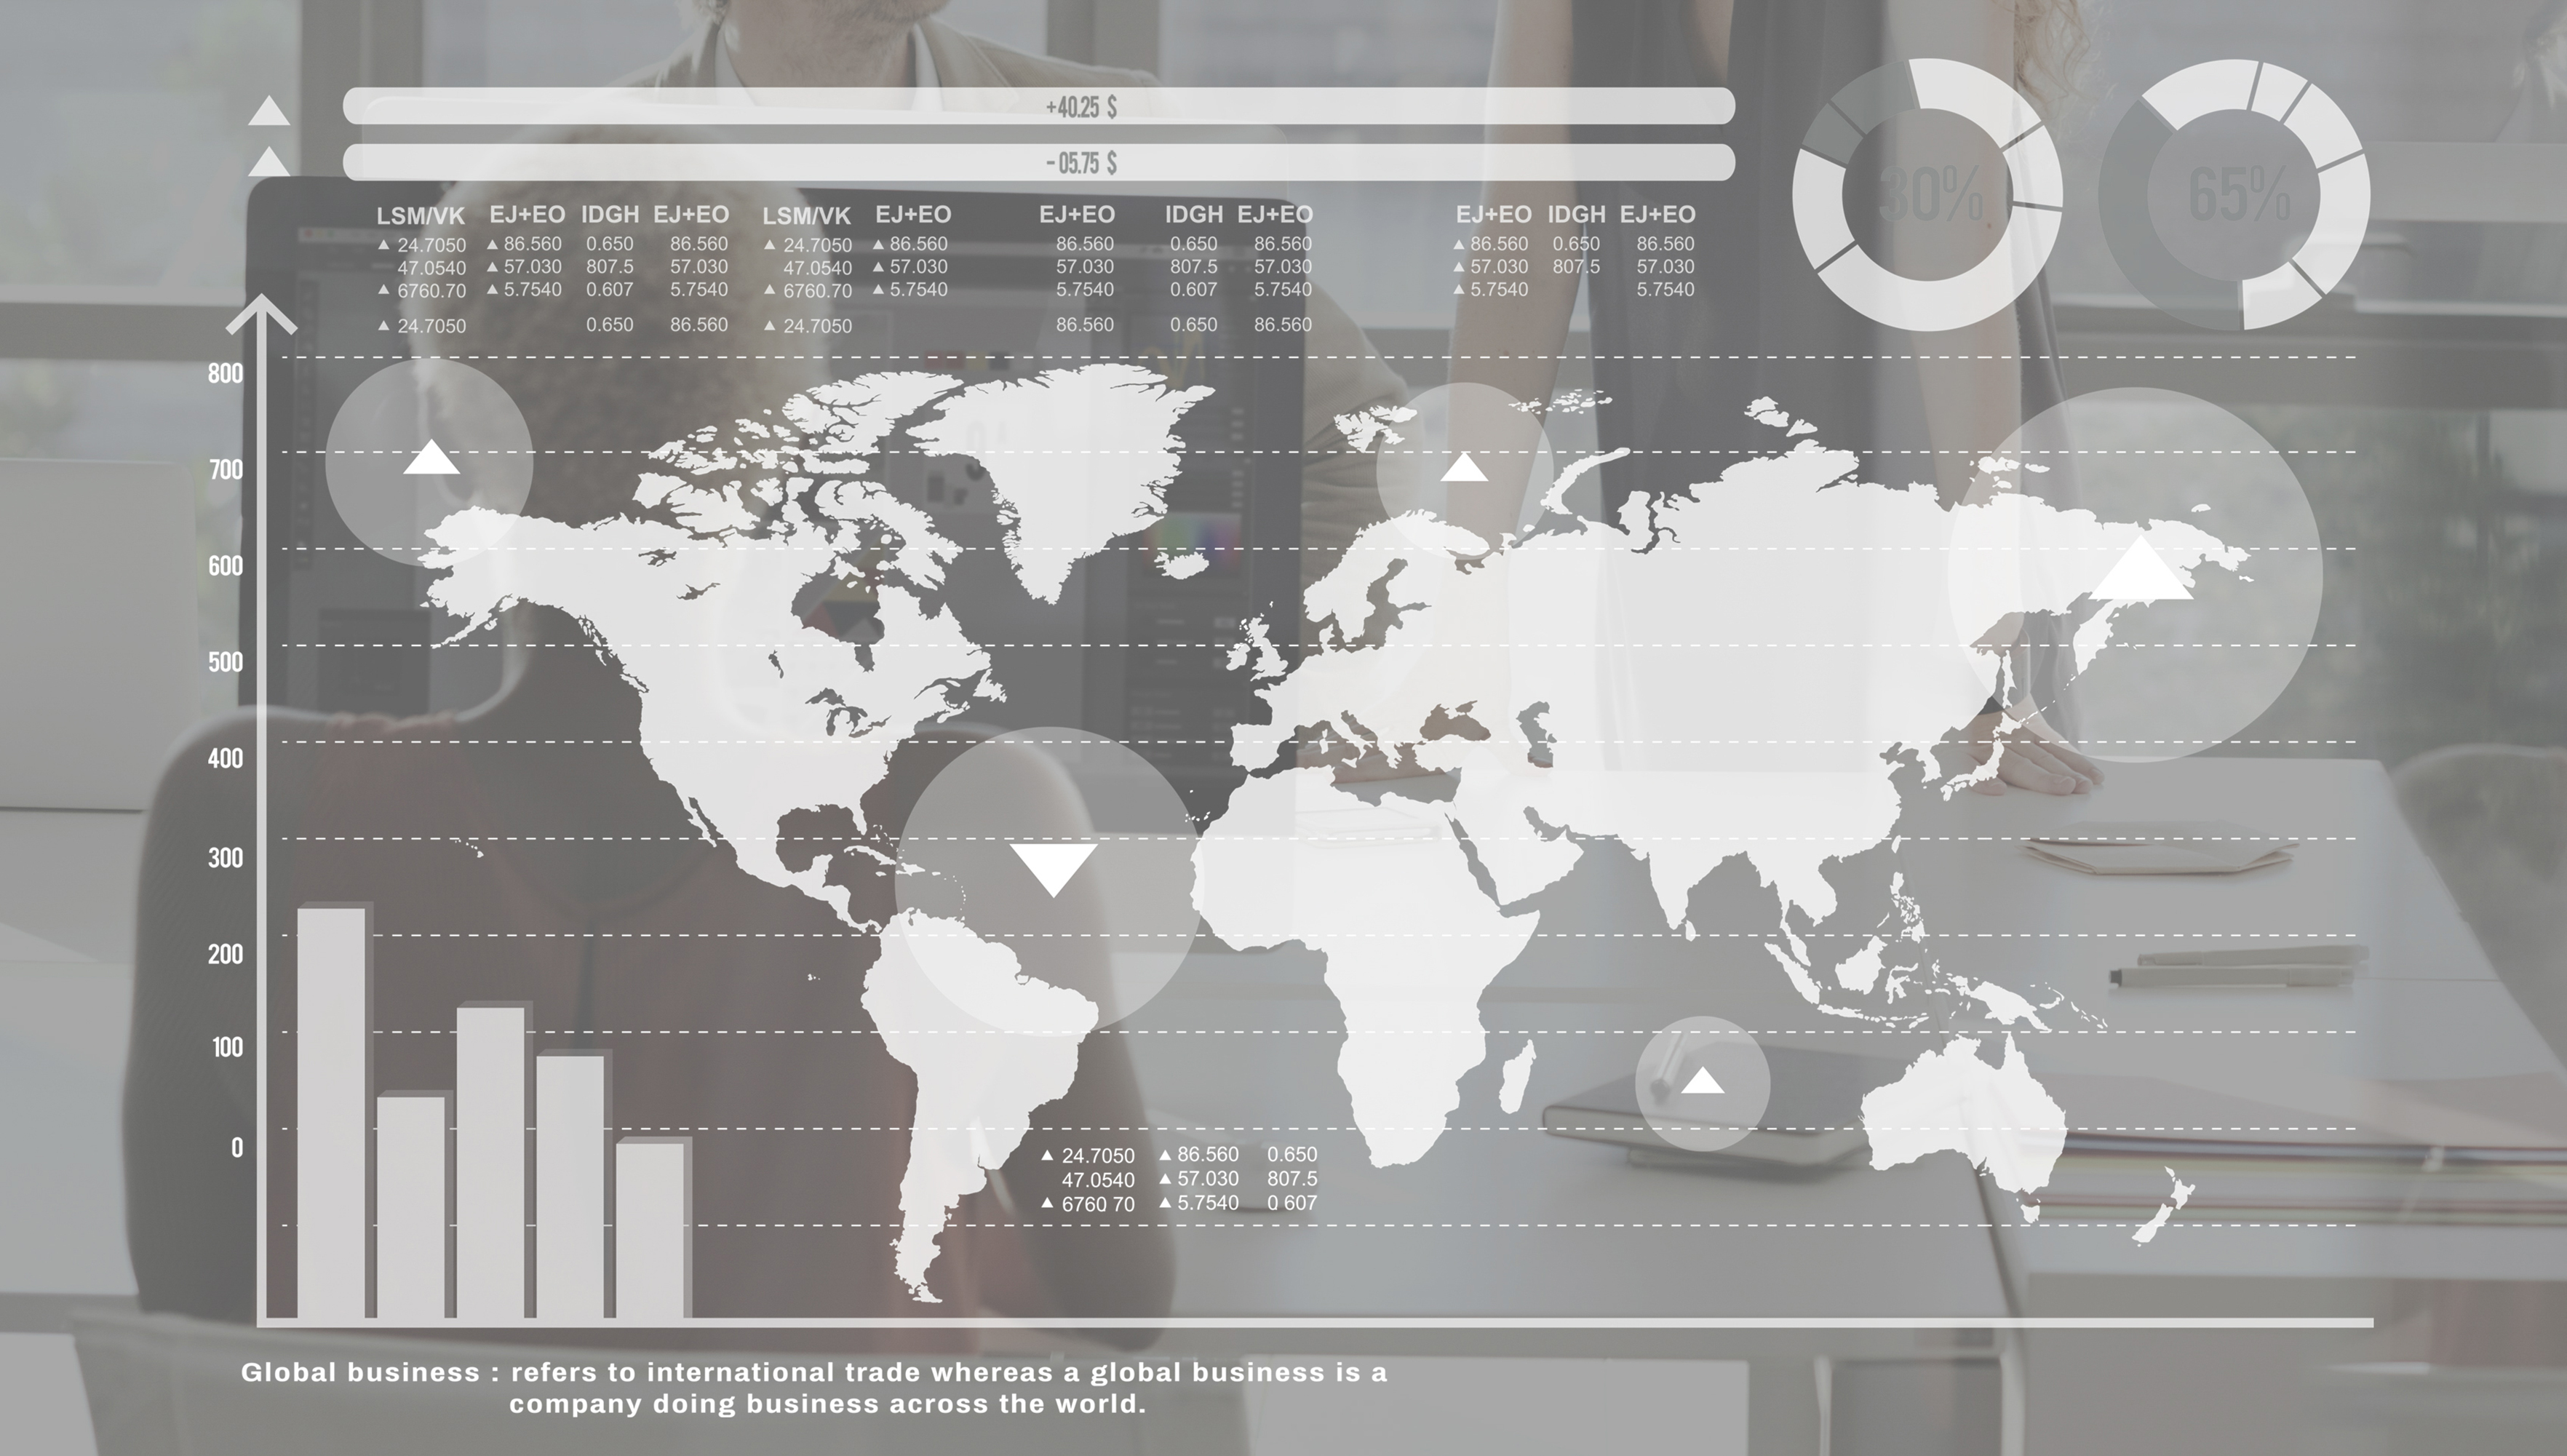 +40.25 $
- 05.75 $
30%
65%
LSM/VK EJ+EO IDGH EJ+EO LSM/VK EJ+EO EJ+EO IDGH EJ+EO EJ+EO IDGH EJ+EO
▲ 24.7050 ▲ 86.560 0.650 86.560 ▲ 24.7050 ▲ 86.560 86.560 0.650 86.560 ▲ 86.560 0.650 86.560
47.0540 ▲ 57.030 807.5 57.030 47.0540 ▲ 57.030 57.030 807.5 57.030 ▲ 57.030 807.5 57.030
▲ 6760.70 ▲ 5.7540 0.607 5.7540 ▲ 6760.70 ▲ 5.7540 5.7540 0.607 5.7540 ▲ 5.7540 5.7540
▲ 24.7050 0.650 86.560 ▲ 24.7050 86.560 0.650 86.560
800
700
600
500
400
300
200
100
0
▲ 24.7050 ▲ 86.560 0.650
47.0540 ▲ 57.030 807.5
▲ 6760 70 ▲ 5.7540 0 607
Global business : refers to international trade whereas a global business is a
company doing business across the world.